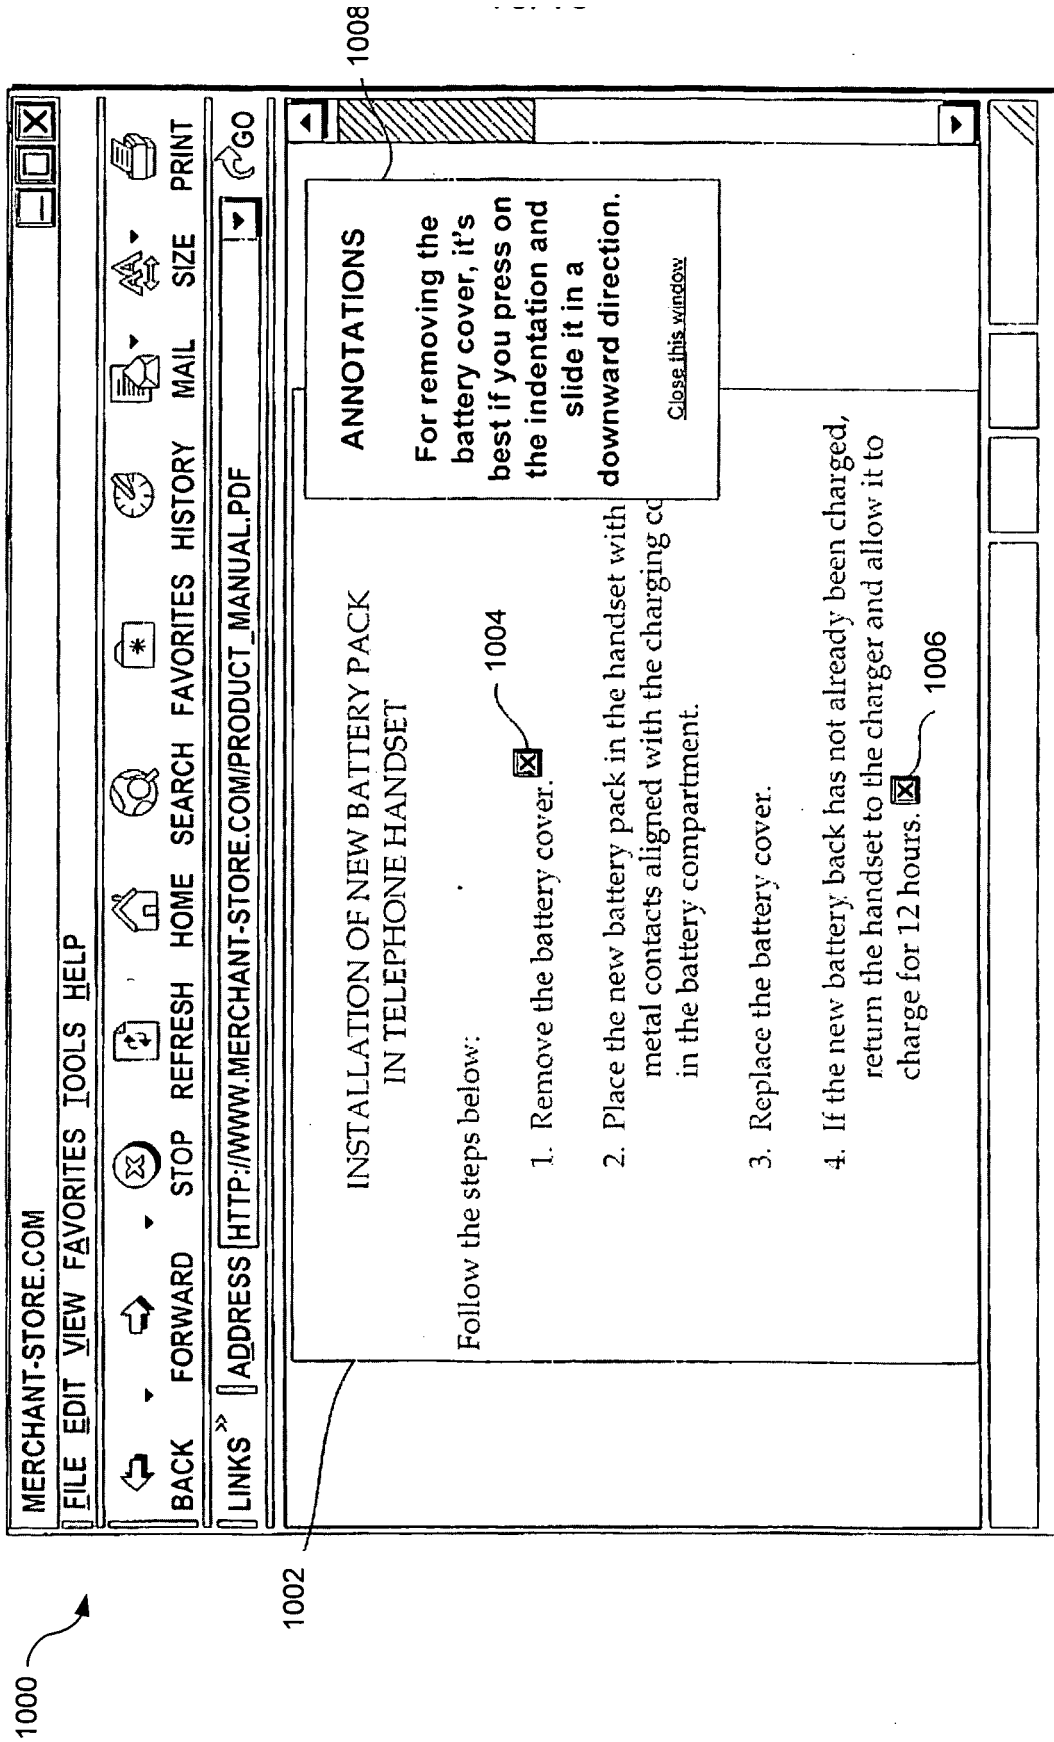 1000
MERCHANT-STORE.COM
FILE EDIT VIEW FAVORITES TOOLS HELP
BACK FORWARD STOP REFRESH HOME SEARCH FAVORITES HISTORY MAIL SIZE PRINT
LINKS » ADDRESS HTTP://WWW.MERCHANT-STORE.COM/PRODUCT_MANUAL.PDF GO
1002
1008
INSTALLATION OF NEW BATTERY PACK
IN TELEPHONE HANDSET
Follow the steps below:
1. Remove the battery cover.
1004
2. Place the new battery pack in the handset with
metal contacts aligned with the charging co
in the battery compartment.
3. Replace the battery cover.
4. If the new battery back has not already been charged,
return the handset to the charger and allow it to
charge for 12 hours.
1006
ANNOTATIONS
For removing the
battery cover, it's
best if you press on
the indentation and
slide it in a
downward direction.
Close this window